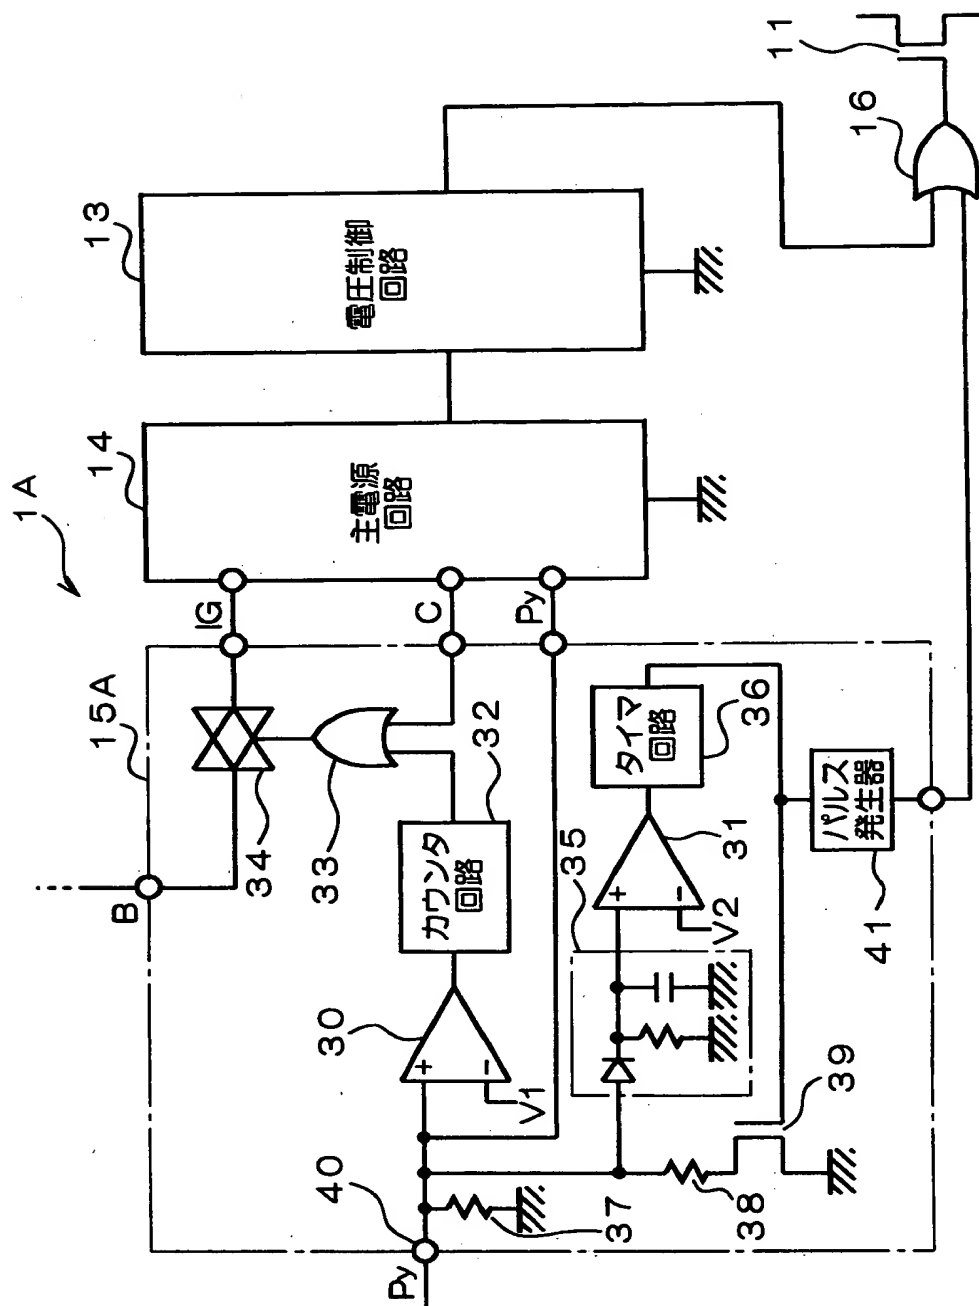 1A
15A
B
34
33
IG
C
Py
14
主電源
回路
13
電圧制御
回路
11
16
Py
40
37
30
+
−
V1
カウンタ
回路
32
35
+
−
V2
31
タイマ
回路
36
38
39
パルス
発生器
41